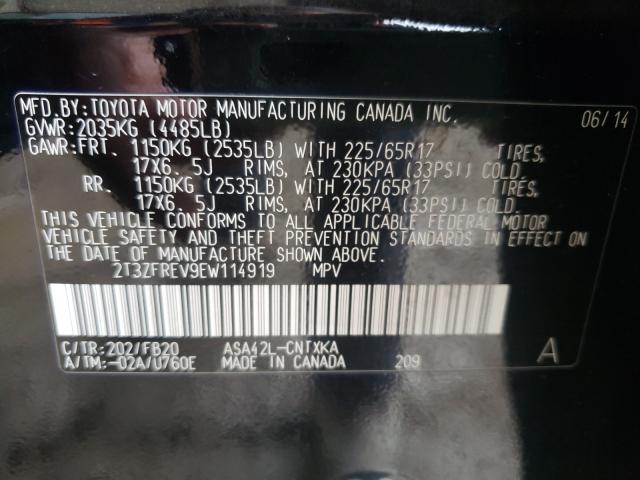 MFD.BY:TOYOTA MOTOR MANUFACTURING CANADA INC. 06/14
GVWR:2035KG (4485LB)
GAWR:FRT. 1150KG (2535LB) WITH 225/65R17 TIRES,
17X6.5J RIMS, AT 230KPA (33PSI) COLD.
RR. 1150KG (2535LB) WITH 225/65R17 TIRES,
17X6.5J RIMS, AT 230KPA (33PSI) COLD.
THIS VEHICLE CONFORMS TO ALL APPLICABLE FEDERAL MOTOR
VEHICLE SAFETY AND THEFT PREVENTION STANDARDS IN EFFECT ON
THE DATE OF MANUFACTURE SHOWN ABOVE.
2T3ZFREV9EW114919 MPV
C/TR:202/FB20 ASA42L-CNTXKA A
A/TM:-02A/U760E MADE IN CANADA 209